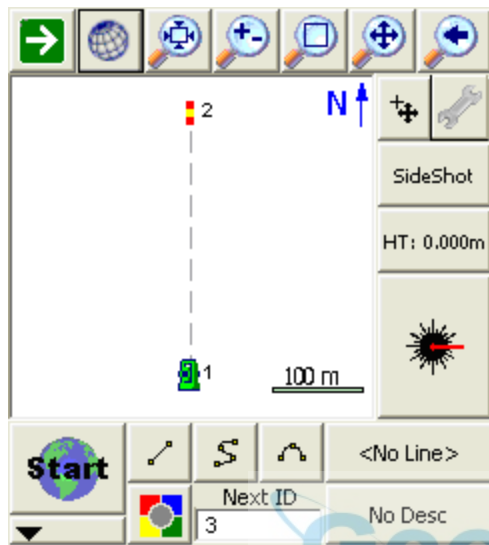 2
N
SideShot
HT: 0.000m
1
100 m
Start
<No Line>
Next ID
3
No Desc